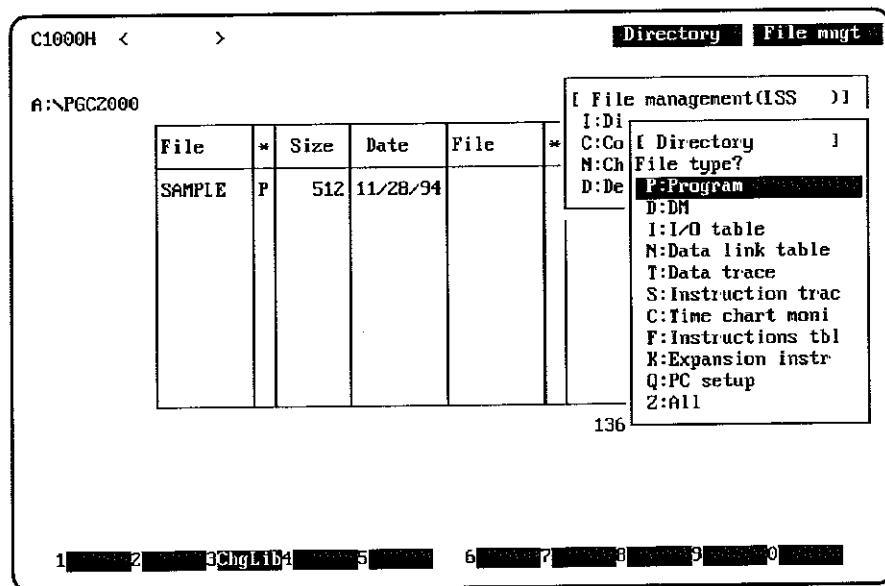 C1000H < > Directory File mngt
A:\PGC2000
[ File management(ISS )]
I:Di
C:Co
N:Ch
D:De
File * Size Date File *
SAMPLE P 512 11/28/94
[ Directory ]
File type?
P:Program
D:DM
I:I/O table
N:Data link table
T:Data trace
S:Instruction trac
C:Time chart moni
F:Instructions tbl
K:Expansion instr
Q:PC setup
Z:All
136
1 2 3ChgLib4 5 6 7 8 9 0